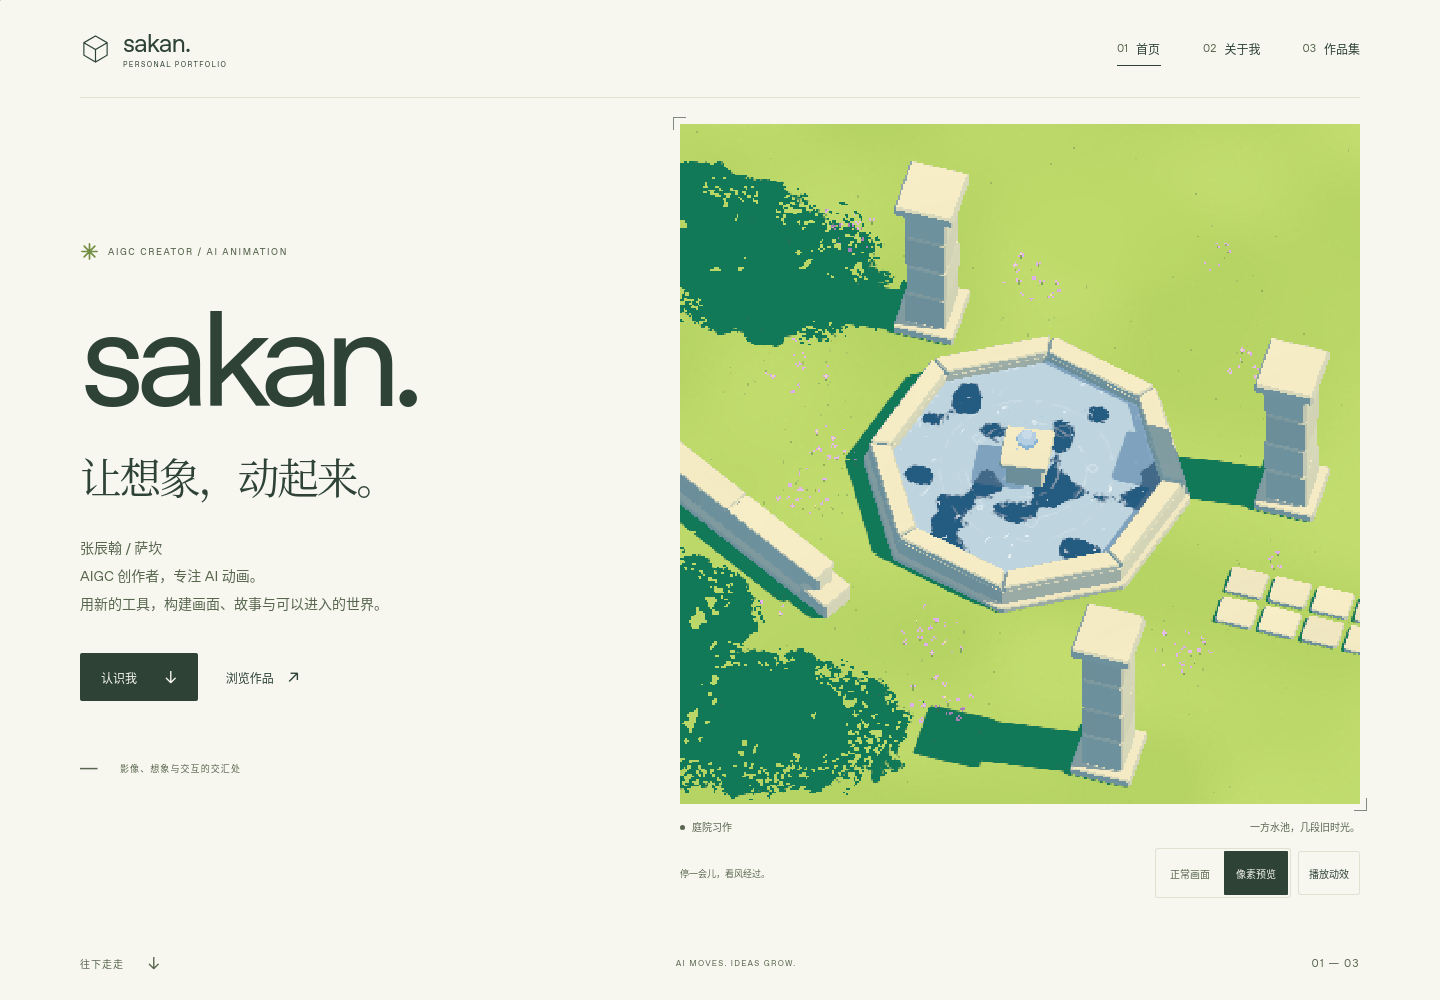 sakan.
PERSONAL PORTFOLIO
01 首页
02 关于我
03 作品集
AIGC CREATOR / AI ANIMATION
sakan.
让想象，动起来。
张辰翰 / 萨坎
AIGC 创作者，专注 AI 动画。
用新的工具，构建画面、故事与可以进入的世界。
认识我 ↓
浏览作品 ↗
影像、想象与交互的交汇处
庭院习作
一方水池，几段旧时光。
停一会儿，看风经过。
正常画面
像素预览
播放动效
往下走走 ↓
AI MOVES. IDEAS GROW.
01 — 03